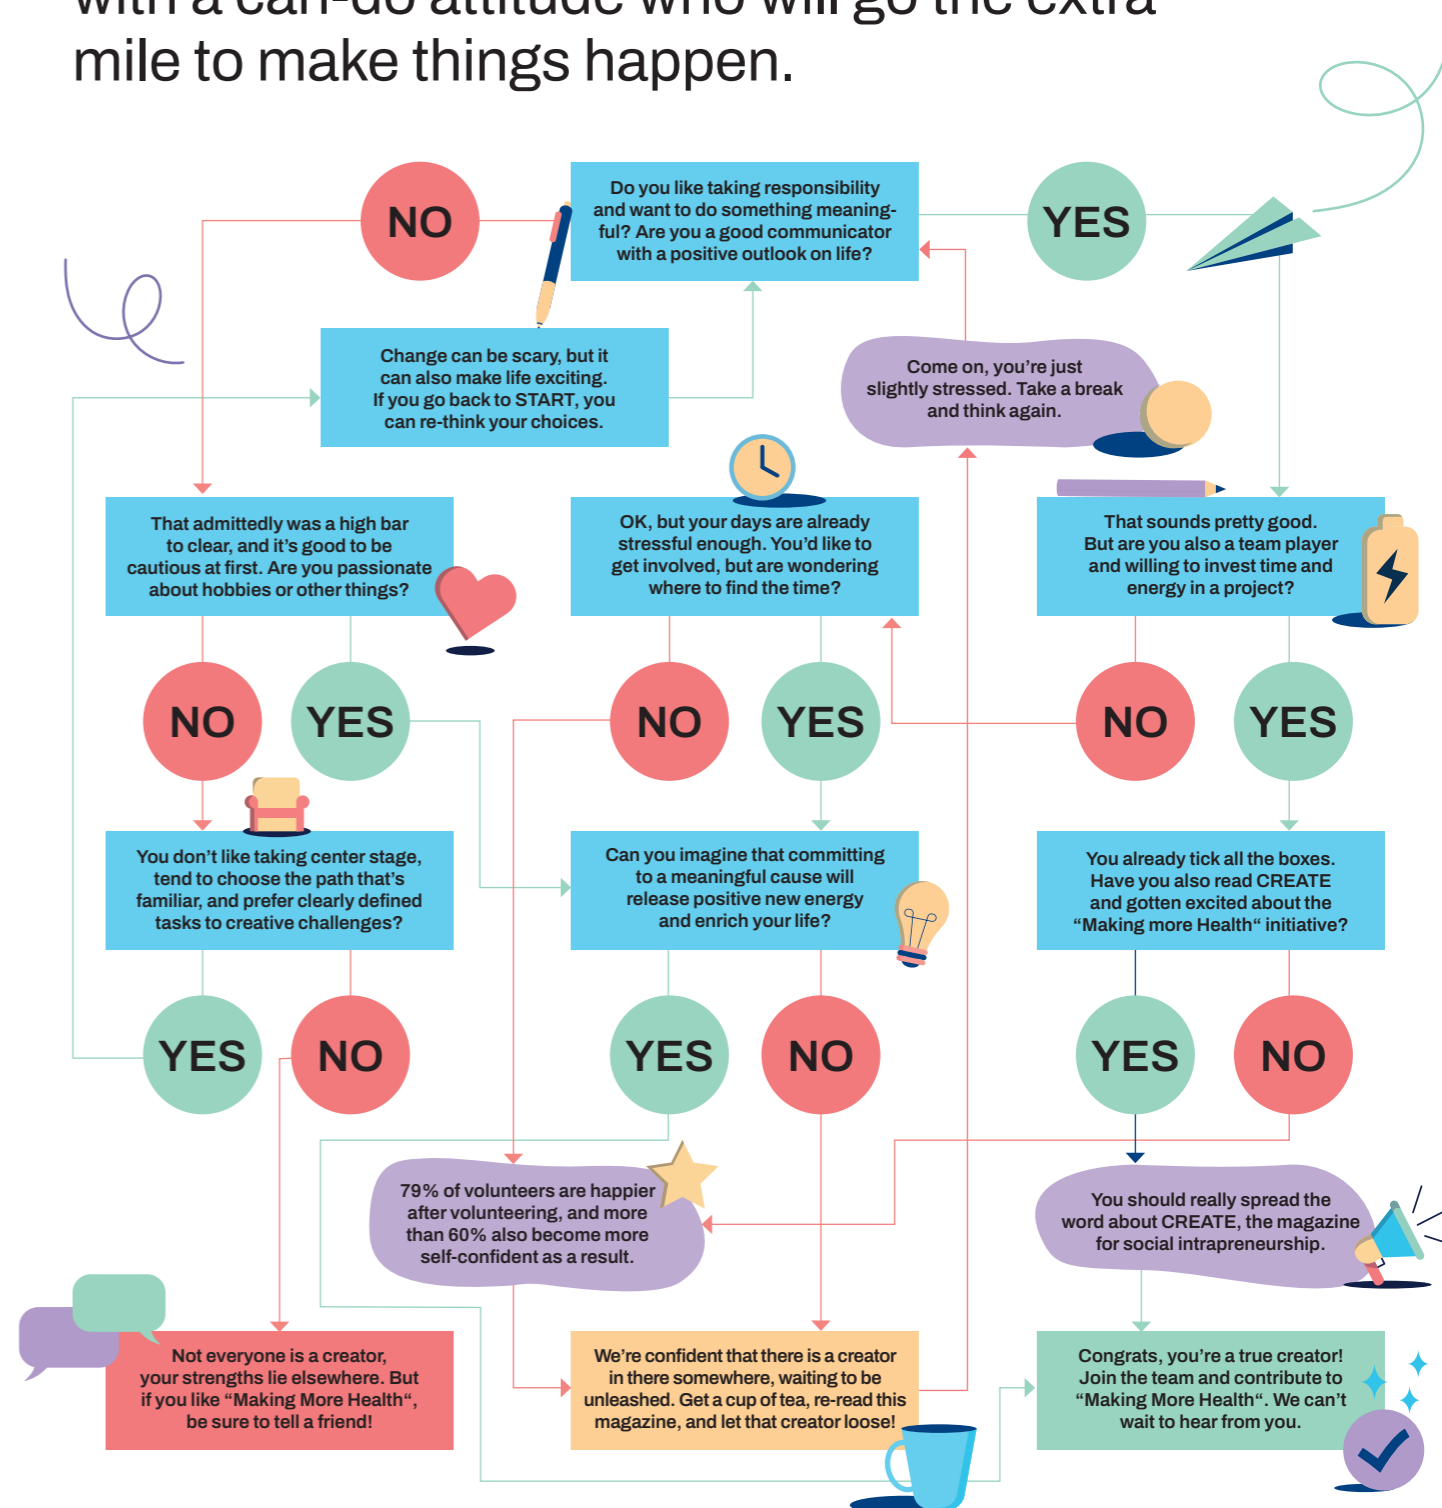 with a can-do attitude who will go the extra
mile to make things happen.
NO
Do you like taking responsibility
and want to do something meaning-
ful? Are you a good communicator
with a positive outlook on life?
YES
Change can be scary, but it
can also make life exciting.
If you go back to START, you
can re-think your choices.
Come on, you’re just
slightly stressed. Take a break
and think again.
That admittedly was a high bar
to clear, and it’s good to be
cautious at first. Are you passionate
about hobbies or other things?
OK, but your days are already
stressful enough. You’d like to
get involved, but are wondering
where to find the time?
That sounds pretty good.
But are you also a team player
and willing to invest time and
energy in a project?
NO
YES
NO
YES
NO
YES
You don’t like taking center stage,
tend to choose the path that’s
familiar, and prefer clearly defined
tasks to creative challenges?
Can you imagine that committing
to a meaningful cause will
release positive new energy
and enrich your life?
You already tick all the boxes.
Have you also read CREATE
and gotten excited about the
“Making more Health“ initiative?
YES
NO
YES
NO
YES
NO
79% of volunteers are happier
after volunteering, and more
than 60% also become more
self-confident as a result.
You should really spread the
word about CREATE, the magazine
for social intrapreneurship.
Not everyone is a creator,
your strengths lie elsewhere. But
if you like “Making More Health“,
be sure to tell a friend!
We’re confident that there is a creator
in there somewhere, waiting to be
unleashed. Get a cup of tea, re-read this
magazine, and let that creator loose!
Congrats, you’re a true creator!
Join the team and contribute to
“Making More Health“. We can’t
wait to hear from you.